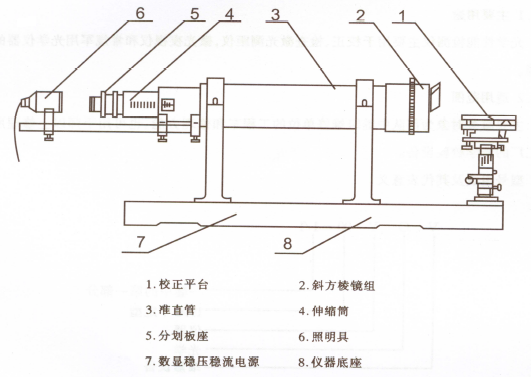 6 5 4 3 2 1
7 8
1.校正平台 2.斜方棱镜组
3.准直管 4.伸缩筒
5.分划板座 6.照明具
7.数显稳压稳流电源 8.仪器底座